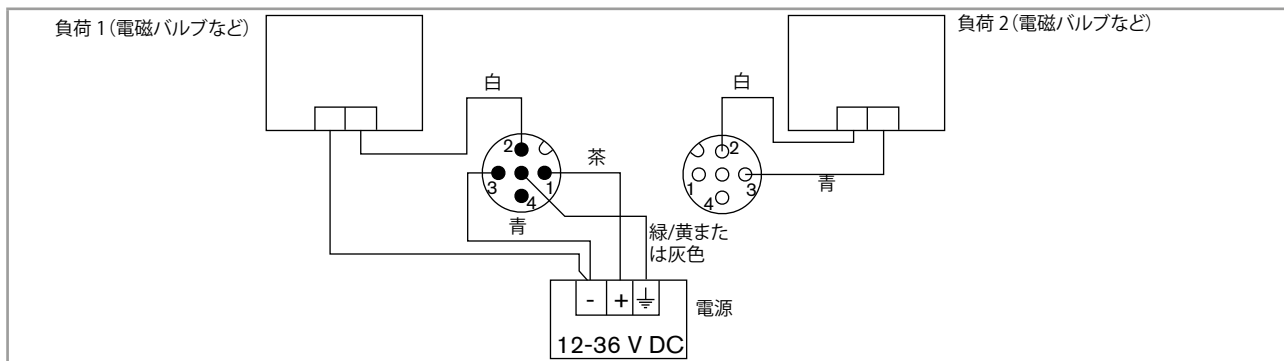 負荷 1（電磁バルブなど）
負荷 2（電磁バルブなど）
白
白
2
茶
3
1
4
青
2
1
3
4
青
緑/黄また
は灰色
- +
電源
12-36 V DC